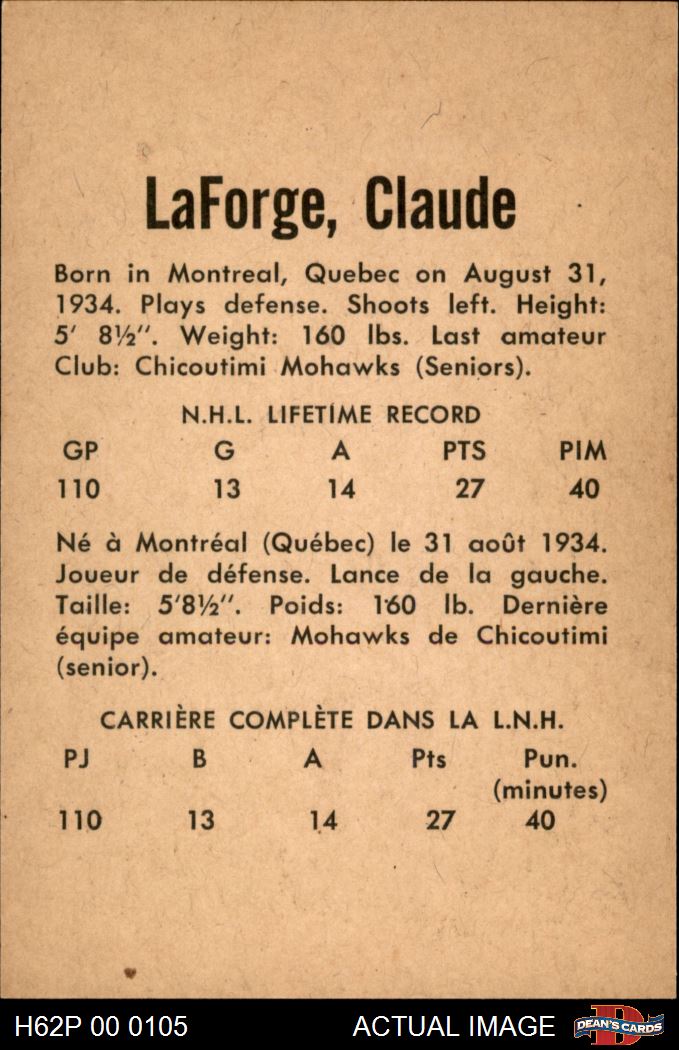 LaForge, Claude
Born in Montreal, Quebec on August 31,
1934. Plays defense. Shoots left. Height:
5′ 8½″. Weight: 160 lbs. Last amateur
Club: Chicoutimi Mohawks (Seniors).
N.H.L. LIFETIME RECORD
GP G A PTS PIM
110 13 14 27 40
Né à Montréal (Québec) le 31 août 1934.
Joueur de défense. Lance de la gauche.
Taille: 5′8½″. Poids: 160 lb. Dernière
équipe amateur: Mohawks de Chicoutimi
(senior).
CARRIÈRE COMPLÈTE DANS LA L.N.H.
PJ B A Pts Pun.
(minutes)
110 13 14 27 40
H62P 00 0105 ACTUAL IMAGE DEAN'S CARDS